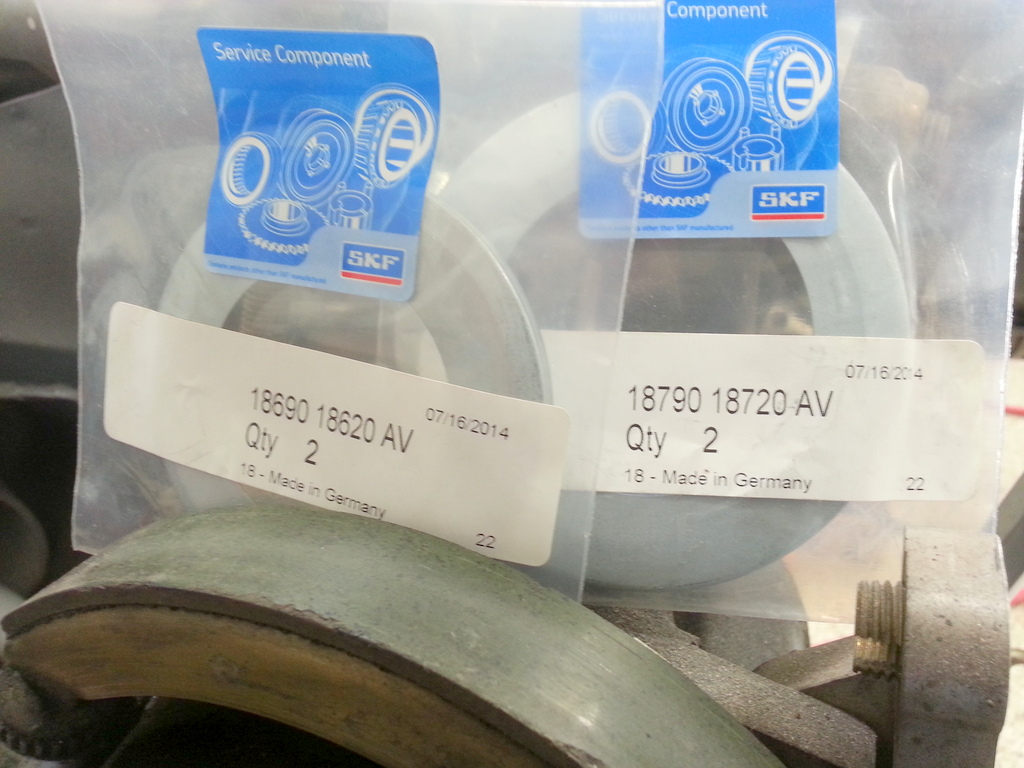 Service Component
SKF
07/16/2014
18690 18620 AV
Qty 2
18 - Made in Germany
22
Component
SKF
07/16/2014
18790 18720 AV
Qty 2
18 - Made in Germany
22